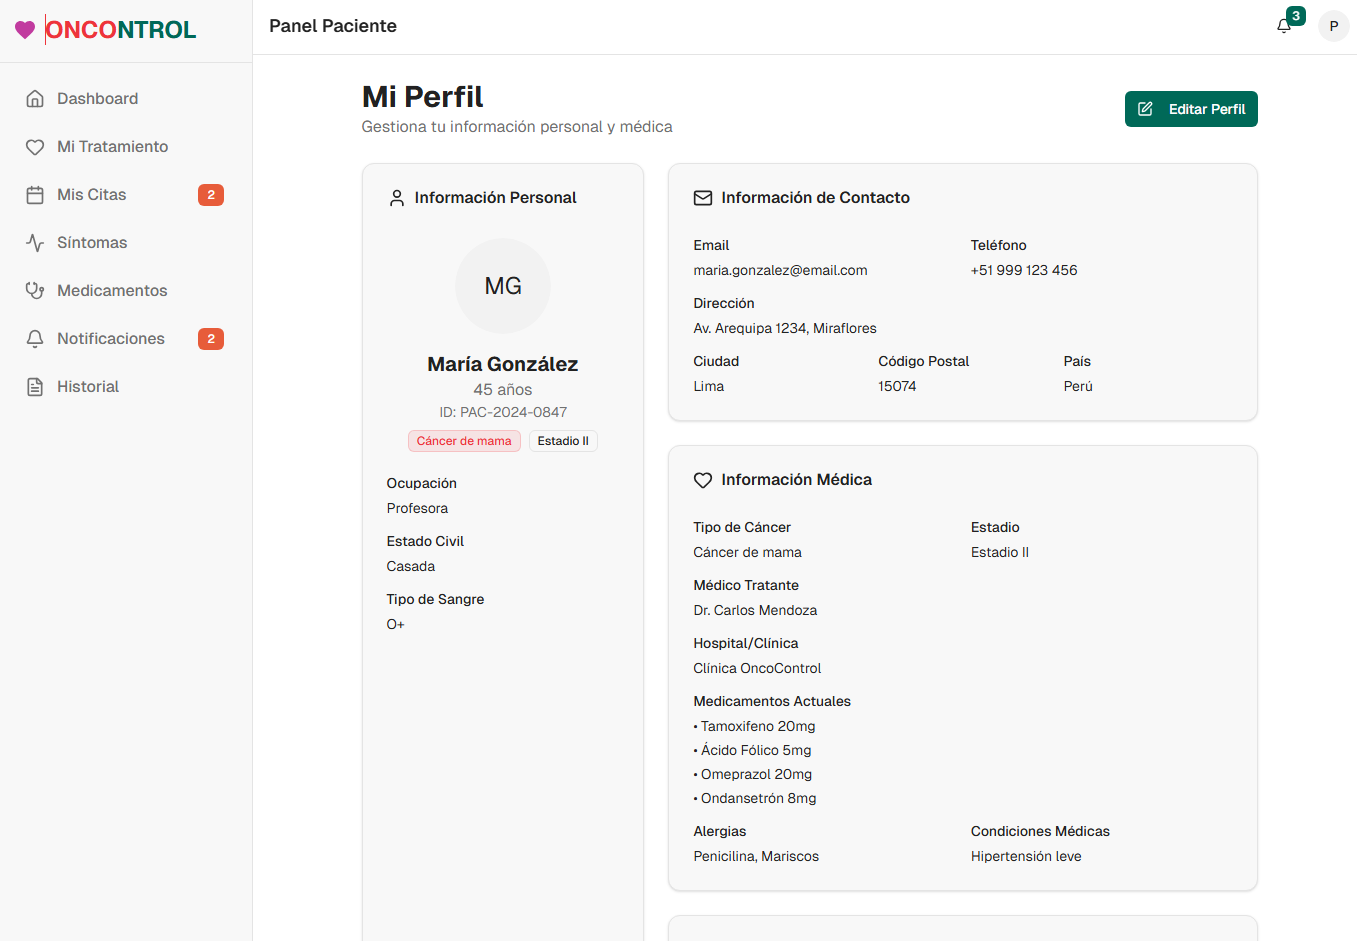 ONCONTROL
Dashboard
Mi Tratamiento
Mis Citas 2
Síntomas
Medicamentos
Notificaciones 2
Historial
Panel Paciente
3
P
Mi Perfil
Gestiona tu información personal y médica
Editar Perfil
Información Personal
MG
María González
45 años
ID: PAC-2024-0847
Cáncer de mama Estadio II
Ocupación
Profesora
Estado Civil
Casada
Tipo de Sangre
O+
Información de Contacto
Email Teléfono
maria.gonzalez@email.com +51 999 123 456
Dirección
Av. Arequipa 1234, Miraflores
Ciudad Código Postal País
Lima 15074 Perú
Información Médica
Tipo de Cáncer Estadio
Cáncer de mama Estadio II
Médico Tratante
Dr. Carlos Mendoza
Hospital/Clínica
Clínica OncoControl
Medicamentos Actuales
• Tamoxifeno 20mg
• Ácido Fólico 5mg
• Omeprazol 20mg
• Ondansetrón 8mg
Alergias Condiciones Médicas
Penicilina, Mariscos Hipertensión leve